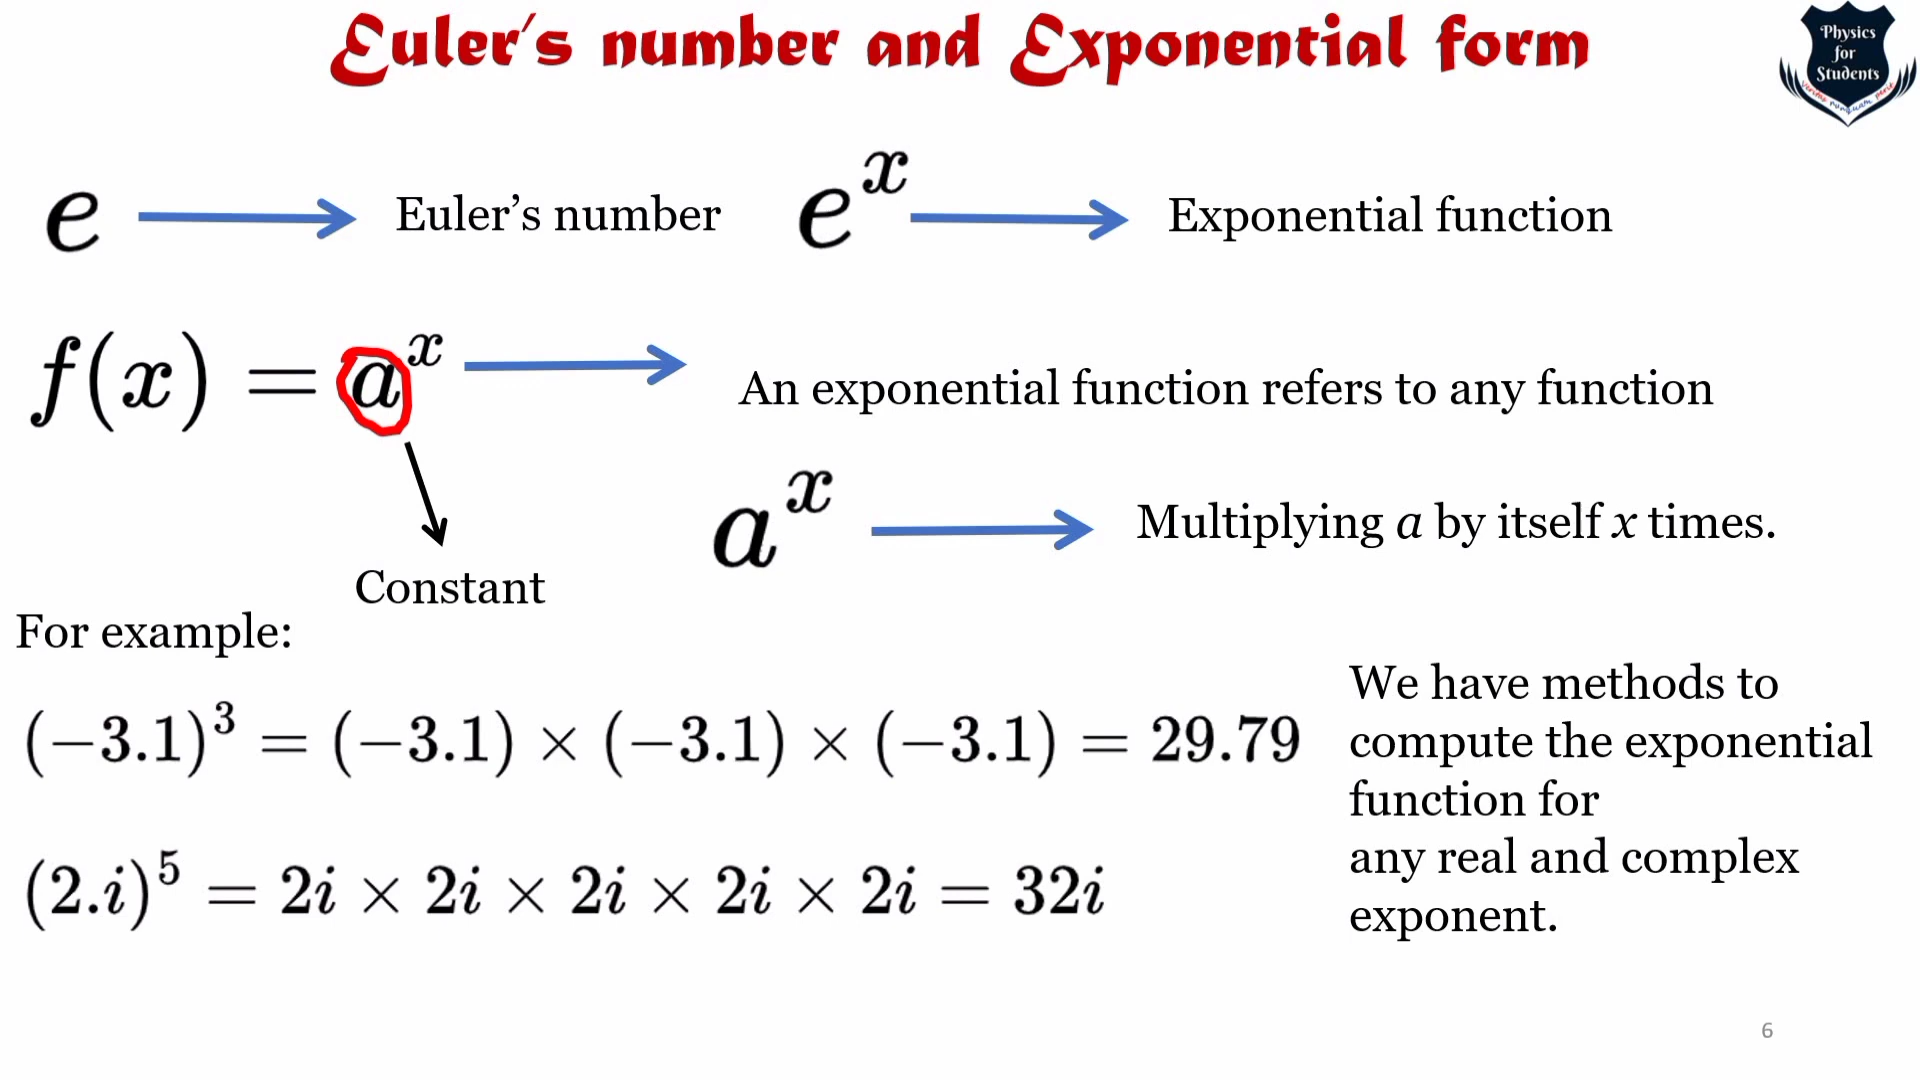 Euler's number and Exponential form
Physics
for
Students
veritas numquam perit
e
Euler’s number
e^x
Exponential function
f(x) = a^x
An exponential function refers to any function
a^x
Multiplying a by itself x times.
Constant
For example:
(−3.1)^3 = (−3.1) × (−3.1) × (−3.1) = 29.79
(2.i)^5 = 2i × 2i × 2i × 2i × 2i = 32i
We have methods to
compute the exponential
function for
any real and complex
exponent.
6